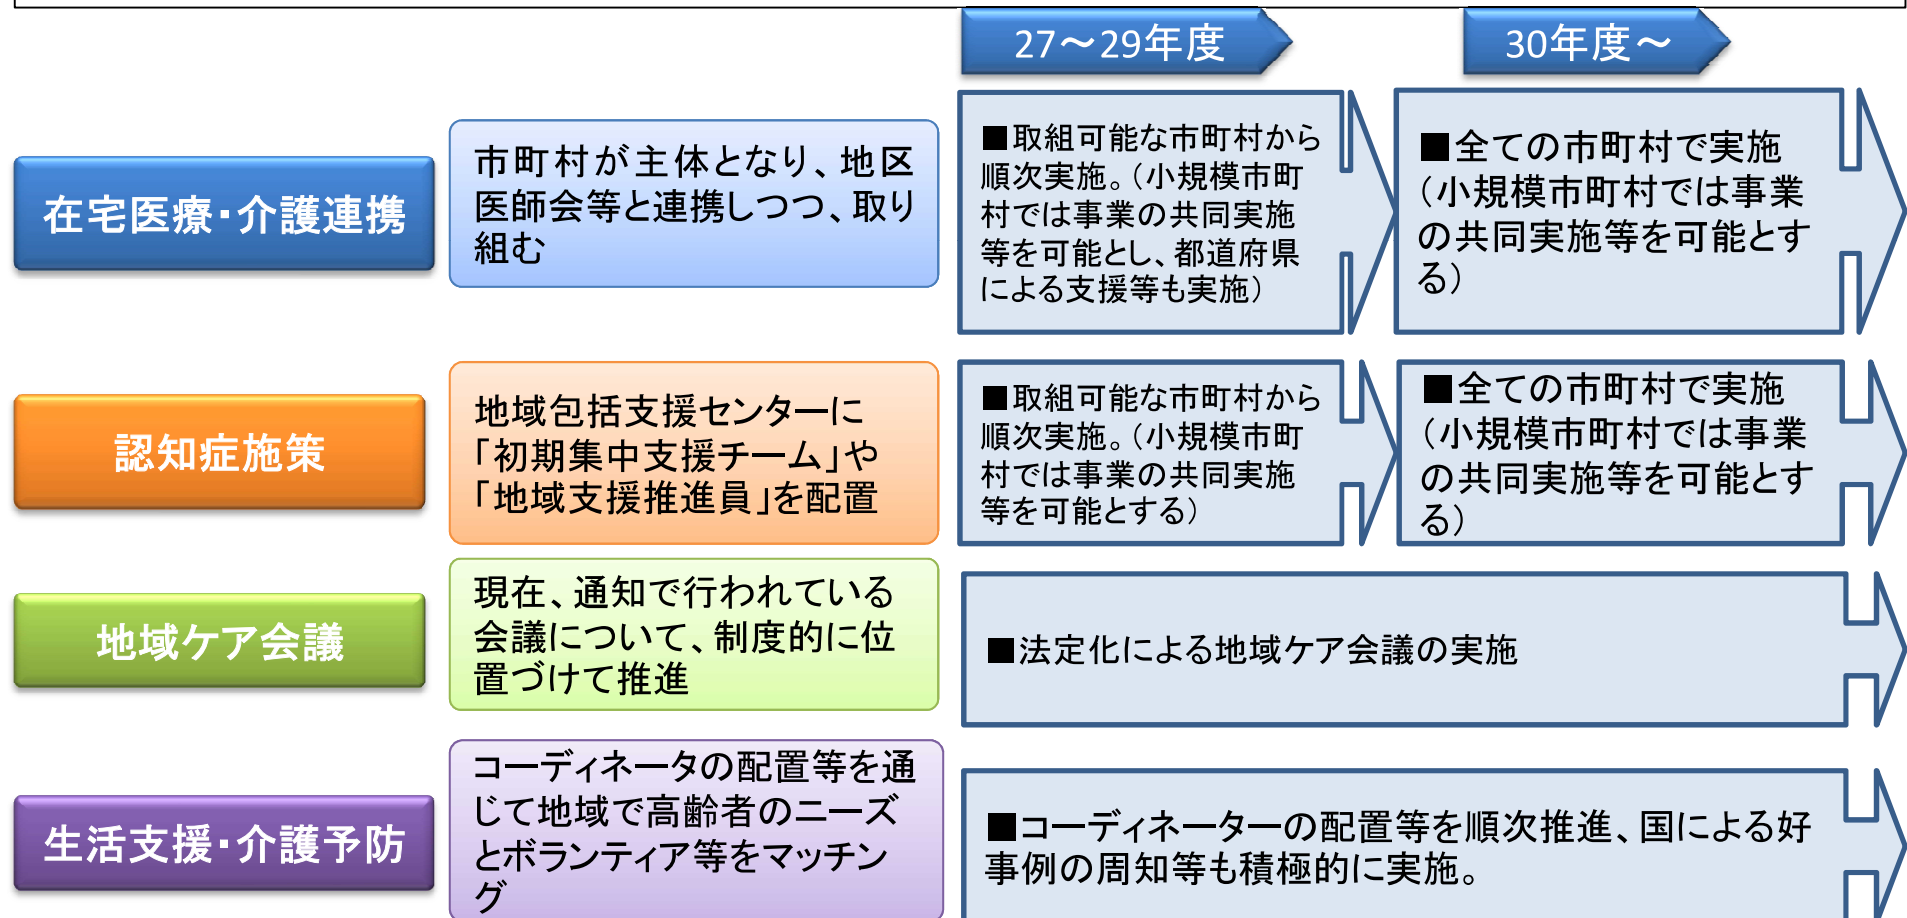 27～29年度
30年度～
在宅医療・介護連携
市町村が主体となり、地区
医師会等と連携しつつ、取り
組む
■取組可能な市町村から
順次実施。（小規模市町
村では事業の共同実施
等を可能とし、都道府県
による支援等も実施）
■全ての市町村で実施
（小規模市町村では事業
の共同実施等を可能とす
る）
認知症施策
地域包括支援センターに
「初期集中支援チーム」や
「地域支援推進員」を配置
■取組可能な市町村から
順次実施。（小規模市町
村では事業の共同実施
等を可能とする）
■全ての市町村で実施
（小規模市町村では事業
の共同実施等を可能とす
る）
地域ケア会議
現在、通知で行われている
会議について、制度的に位
置づけて推進
■法定化による地域ケア会議の実施
生活支援・介護予防
コーディネータの配置等を通
じて地域で高齢者のニーズ
とボランティア等をマッチン
グ
■コーディネーターの配置等を順次推進、国による好
事例の周知等も積極的に実施。